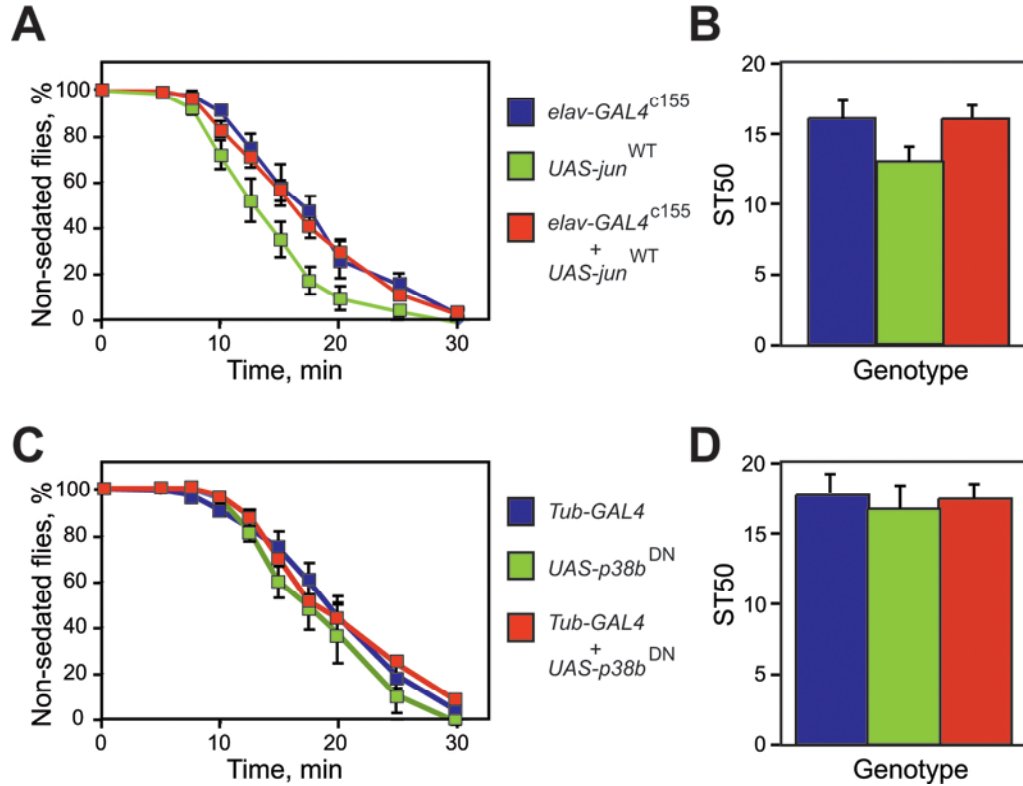 A
Non-sedated flies, %
100
80
60
40
20
0
0 10 20 30
Time, min
elav-GAL4c155
UAS-junWT
elav-GAL4c155
+
UAS-junWT
B
ST50
20
15
10
5
0
Genotype
C
Non-sedated flies, %
100
80
60
40
20
0
0 10 20 30
Time, min
Tub-GAL4
UAS-p38bDN
Tub-GAL4
+
UAS-p38bDN
D
ST50
20
15
10
5
0
Genotype